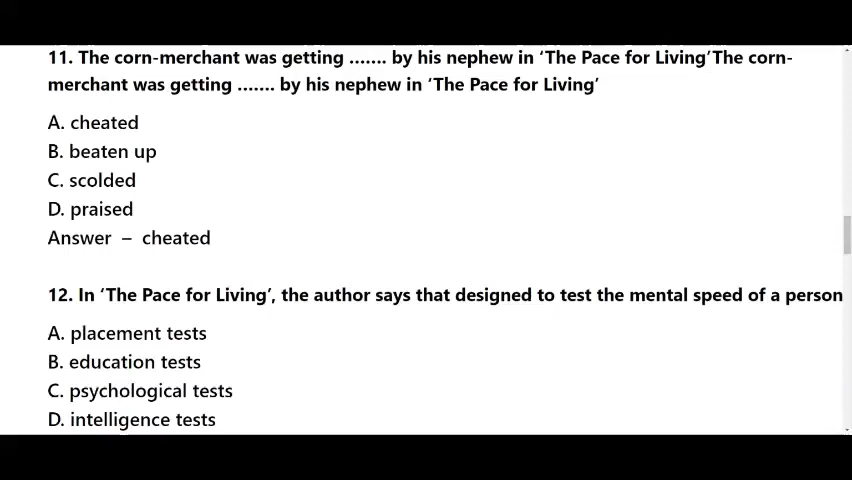 11. The corn-merchant was getting ....... by his nephew in ‘The Pace for Living’The corn-
merchant was getting ....... by his nephew in ‘The Pace for Living’
A. cheated
B. beaten up
C. scolded
D. praised
Answer – cheated
12. In ‘The Pace for Living’, the author says that designed to test the mental speed of a person
A. placement tests
B. education tests
C. psychological tests
D. intelligence tests